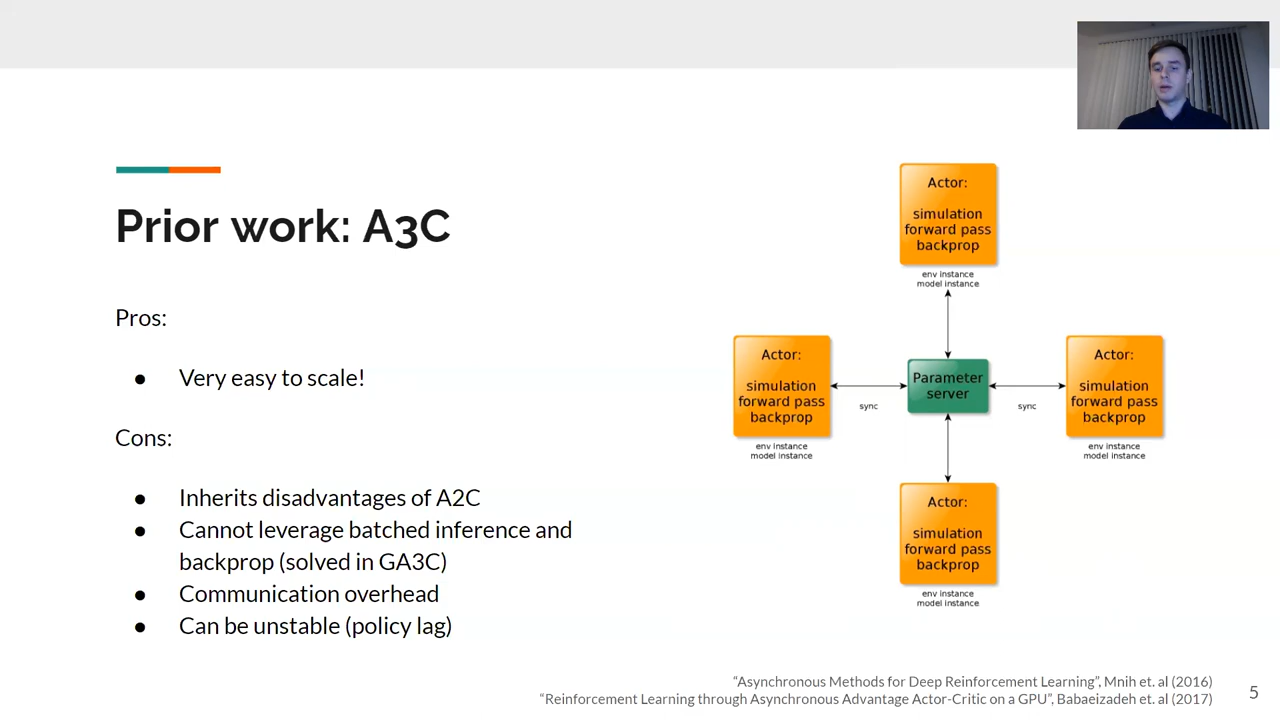 Prior work: A3C
Pros:
● Very easy to scale!
Cons:
● Inherits disadvantages of A2C
● Cannot leverage batched inference and
backprop (solved in GA3C)
● Communication overhead
● Can be unstable (policy lag)
Actor:
simulation
forward pass
backprop
env instance
model instance
Actor:
simulation
forward pass
backprop
env instance
model instance
sync
Parameter
server
sync
Actor:
simulation
forward pass
backprop
env instance
model instance
Actor:
simulation
forward pass
backprop
env instance
model instance
“Asynchronous Methods for Deep Reinforcement Learning”, Mnih et. al (2016)
“Reinforcement Learning through Asynchronous Advantage Actor-Critic on a GPU”, Babaeizadeh et. al (2017)
5